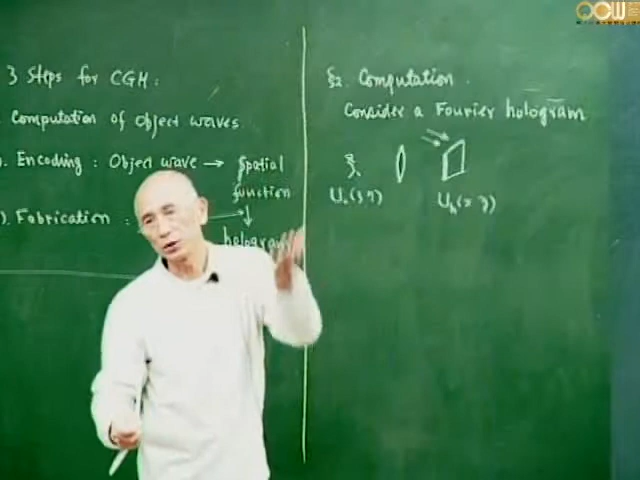 3 Steps for CGH:
Computation of object waves
Encoding : Object wave → spatial
function
Fabrication :
↓
hologram
§2. Computation
Consider a Fourier hologram
U₀(ξ η)
Uₕ(x y)
OCW